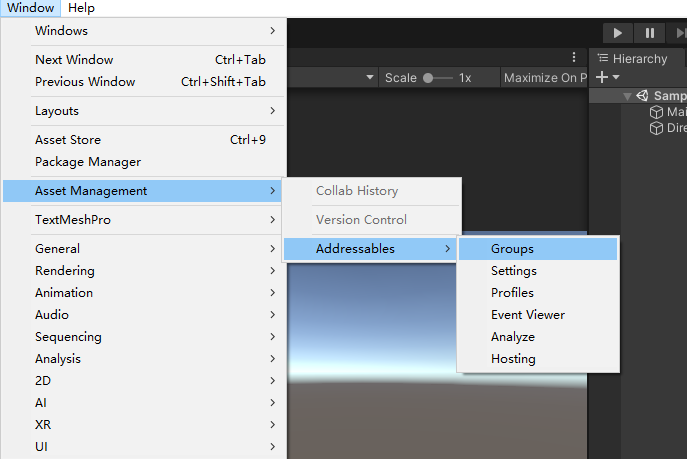 Window Help
Windows
Next Window Ctrl+Tab
Previous Window Ctrl+Shift+Tab
Layouts
Asset Store Ctrl+9
Package Manager
Asset Management
TextMeshPro
General
Rendering
Animation
Audio
Sequencing
Analysis
2D
AI
XR
UI
Collab History
Version Control
Addressables
Groups
Settings
Profiles
Event Viewer
Analyze
Hosting
Scale 1x Maximize On P
Hierarchy
Samp
Mai
Dire